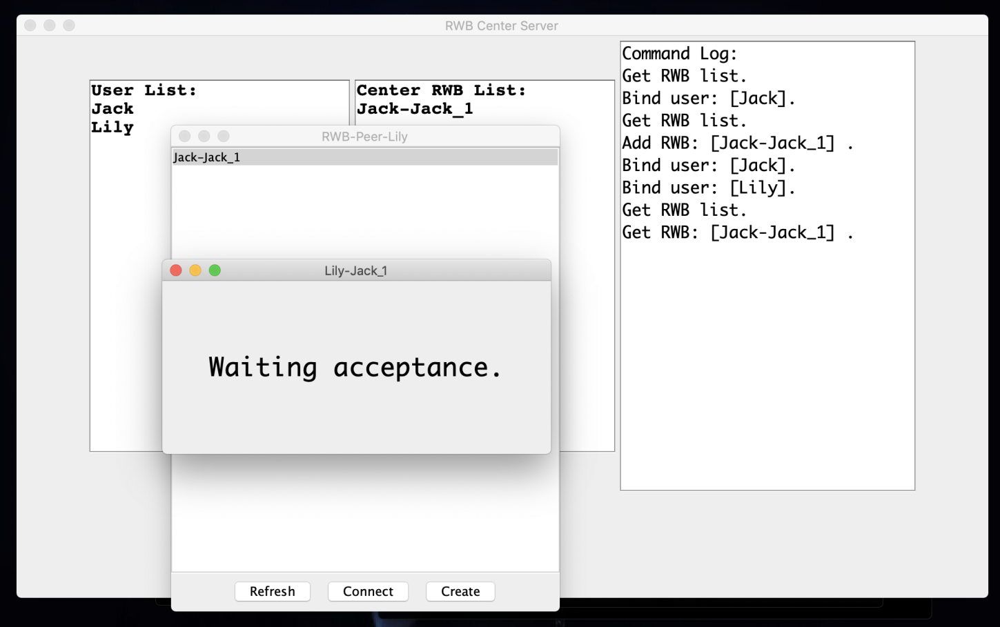 RWB Center Server
User List:
Jack
Lily
Center RWB List:
Jack-Jack_1
Command Log:
Get RWB list.
Bind user: [Jack].
Get RWB list.
Add RWB: [Jack-Jack_1] .
Bind user: [Jack].
Bind user: [Lily].
Get RWB list.
Get RWB: [Jack-Jack_1] .
RWB-Peer-Lily
Jack-Jack_1
Lily-Jack_1
Waiting acceptance.
Refresh
Connect
Create